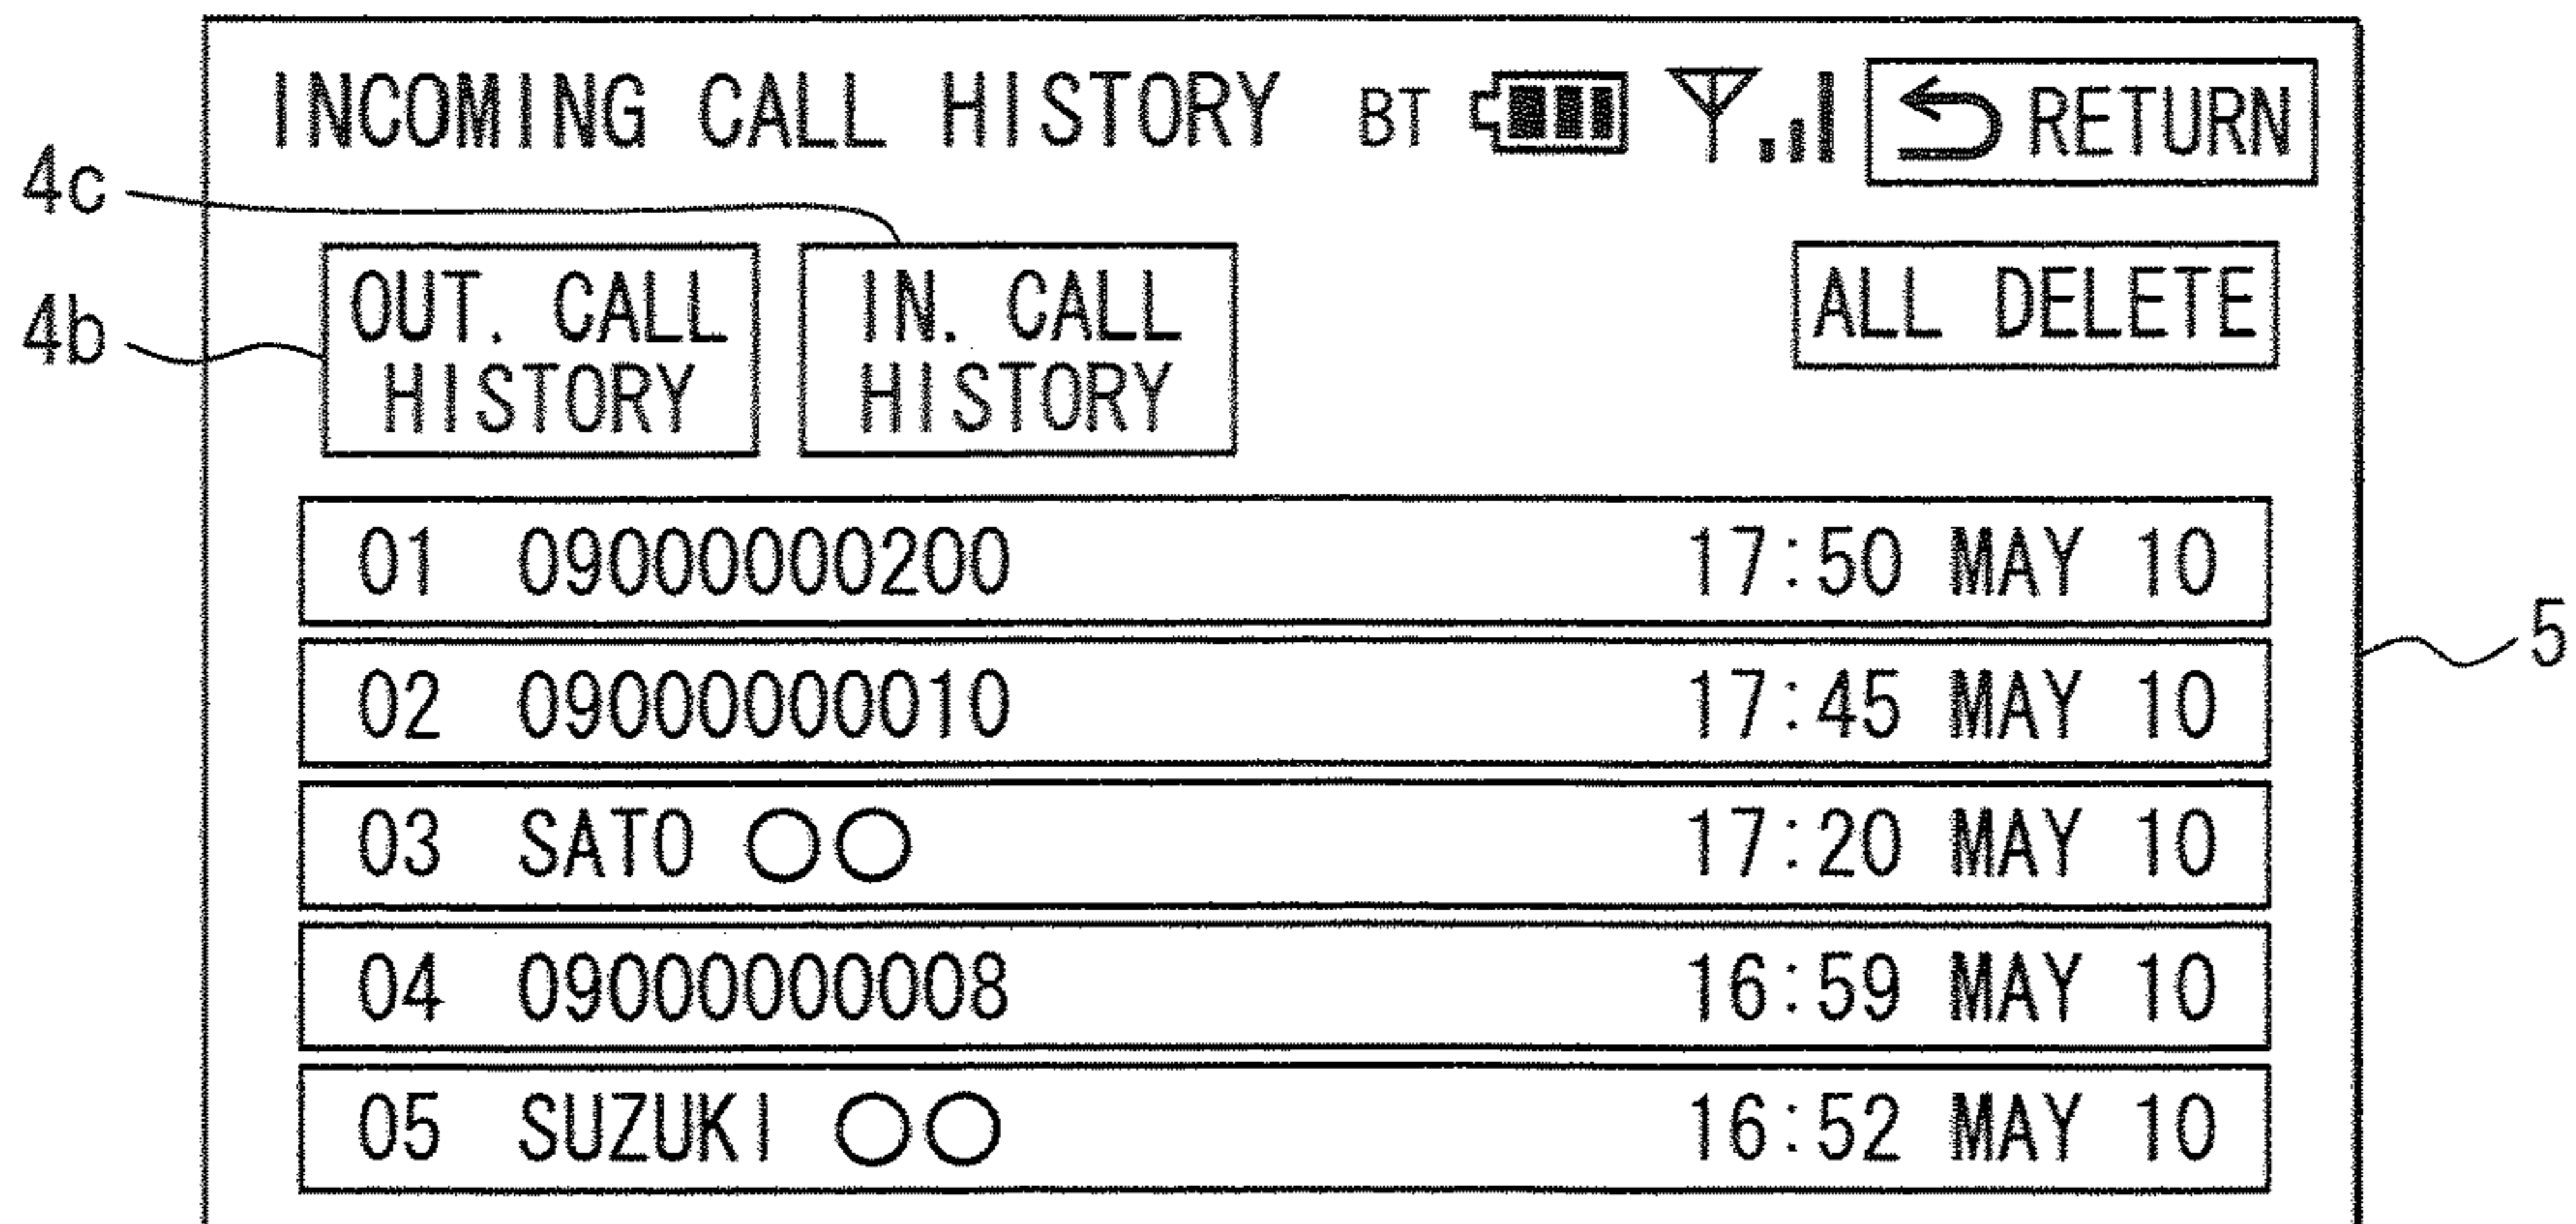 INCOMING CALL HISTORY BT RETURN
4c
OUT. CALL HISTORY
IN. CALL HISTORY
ALL DELETE
4b
01 09000000200 17:50 MAY 10
02 09000000010 17:45 MAY 10
5
03 SATO ○○ 17:20 MAY 10
04 09000000008 16:59 MAY 10
05 SUZUKI ○○ 16:52 MAY 10